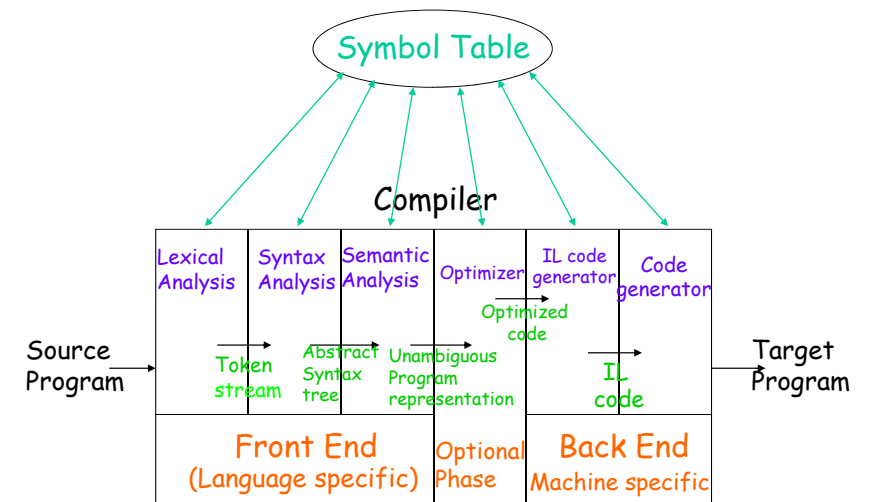 Symbol Table
Compiler
Lexical
Analysis
Syntax
Analysis
Semantic
Analysis
Optimizer
IL code
generator
Code
generator
Optimized
code
Source
Program
Token
stream
Abstract
Syntax
tree
Unambiguous
Program
representation
IL
code
Target
Program
Front End
(Language specific)
Optional
Phase
Back End
Machine specific